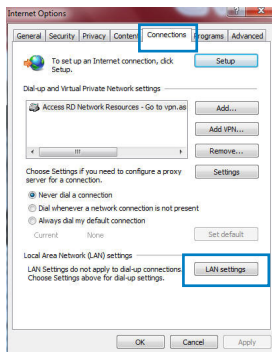 Internet Options
General Security Privacy Content Connections Programs Advanced
To set up an Internet connection, click Setup.
Setup
Dial-up and Virtual Private Network settings
Access RD Network Resources - Go to vpn.as
Add...
Add VPN...
Remove...
Choose Settings if you need to configure a proxy
server for a connection.
Settings
Never dial a connection
Dial whenever a network connection is not present
Always dial my default connection
Current None
Set default
Local Area Network (LAN) settings
LAN Settings do not apply to dial-up connections.
Choose Settings above for dial-up settings.
LAN settings
OK Cancel Apply